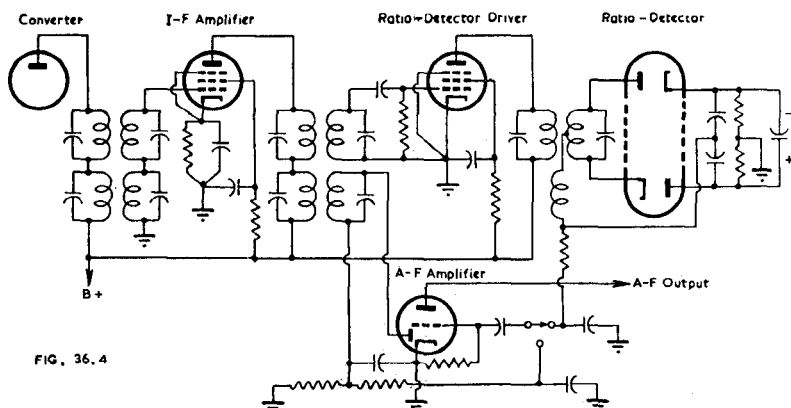 Converter
I-F Amplifier
Ratio-Detector Driver
Ratio-Detector
-
+
B+
A-F Amplifier
A-F Output
FIG. 36.4